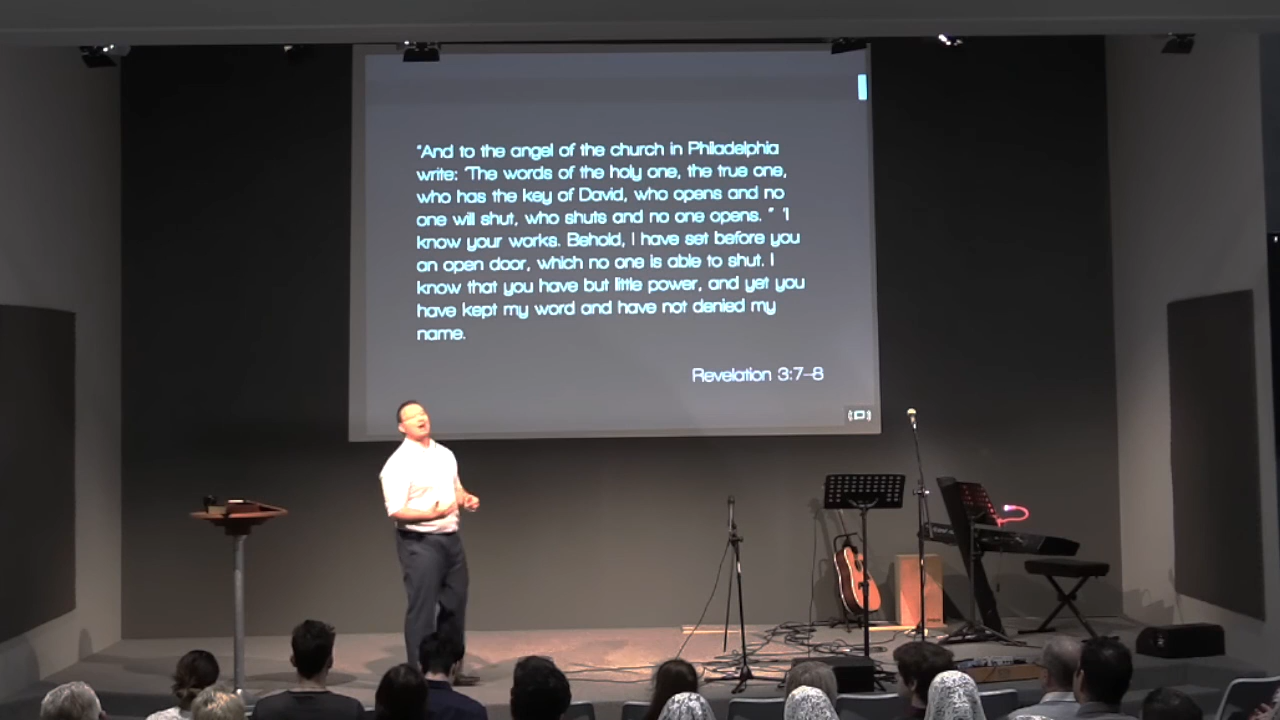 "And to the angel of the church in Philadelphia
write: 'The words of the holy one, the true one,
who has the key of David, who opens and no
one will shut, who shuts and no one opens. " 'I
know your works. Behold, I have set before you
an open door, which no one is able to shut. I
know that you have but little power, and yet you
have kept my word and have not denied my
name.
Revelation 3:7–8